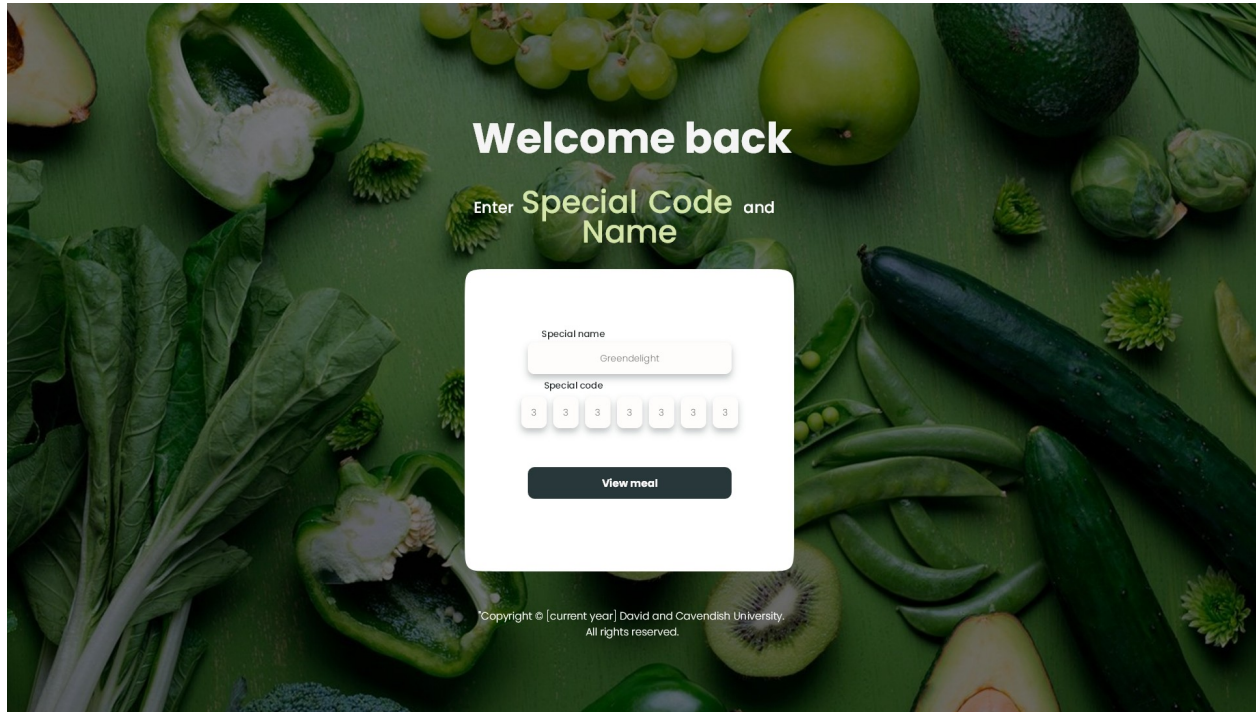 Welcome back
Enter Special Code and
Name
Special name
Greendelight
Special code
3 3 3 3 3 3 3
View meal
"Copyright © [current year] David and Cavendish University.
All rights reserved.